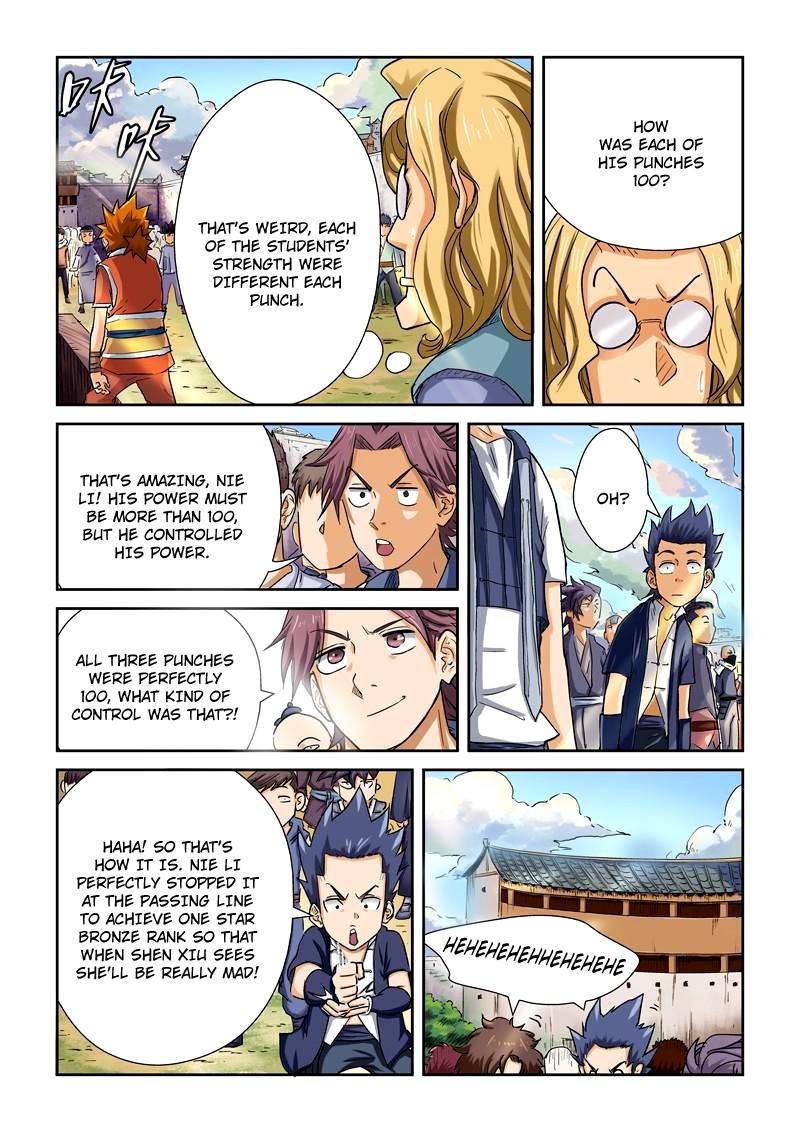 咔
咔
THAT'S WEIRD, EACH
OF THE STUDENTS'
STRENGTH WERE
DIFFERENT EACH
PUNCH.
HOW
WAS EACH OF
HIS PUNCHES
100?
THAT'S AMAZING, NIE
LI! HIS POWER MUST
BE MORE THAN 100,
BUT HE CONTROLLED
HIS POWER.
OH?
ALL THREE PUNCHES
WERE PERFECTLY
100, WHAT KIND OF
CONTROL WAS THAT?!
HAHA! SO THAT'S
HOW IT IS. NIE LI
PERFECTLY STOPPED IT
AT THE PASSING LINE
TO ACHIEVE ONE STAR
BRONZE RANK SO THAT
WHEN SHEN XIU SEES
SHE'LL BE REALLY MAD!
HEHEHEHEHHEHEHEHE